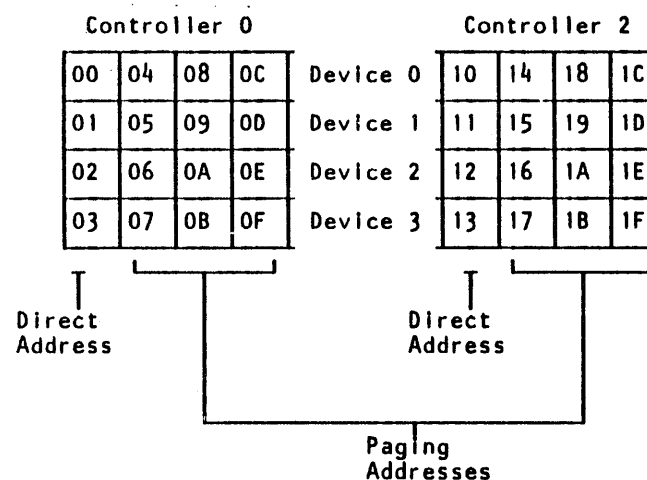 Controller 0 Controller 2
00 04 08 0C Device 0 10 14 18 1C
01 05 09 0D Device 1 11 15 19 1D
02 06 0A 0E Device 2 12 16 1A 1E
03 07 0B 0F Device 3 13 17 1B 1F
Direct Address
Direct Address
Paging
Addresses